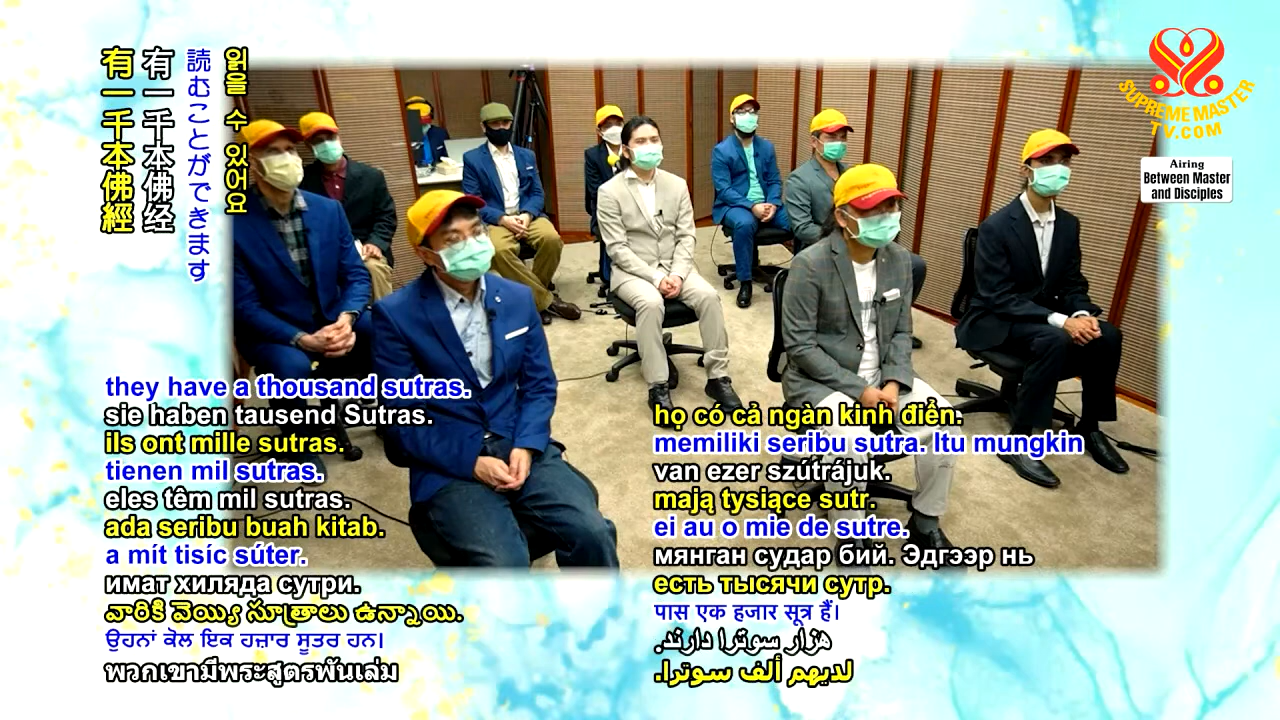 有一千本佛經
有一千本佛经
読むことができます
읽을 수 있어요
SUPREME MASTER
TV.COM
Airing
Between Master
and Disciples
they have a thousand sutras.
sie haben tausend Sutras.
ils ont mille sutras.
tienen mil sutras.
eles têm mil sutras.
ada seribu buah kitab.
a mít tisíc súter.
имат хиляда сутри.
వారికి వెయ్యి సూత్రాలు ఉన్నాయి.
ਉਹਨਾਂ ਕੋਲ ਇਕ ਹਜ਼ਾਰ ਸੂਤਰ ਹਨ।
พวกเขามีพระสูตรพันเล่ม
họ có cả ngàn kinh điển.
memiliki seribu sutra. Itu mungkin
van ezer szútrájuk.
mają tysiące sutr.
ei au o mie de sutre.
мянган судар бий. Эдгээр нь
есть тысячи сутр.
पास एक हजार सूत्र हैं।
هزار سوترا دارند.
لديهم ألف سوترا.